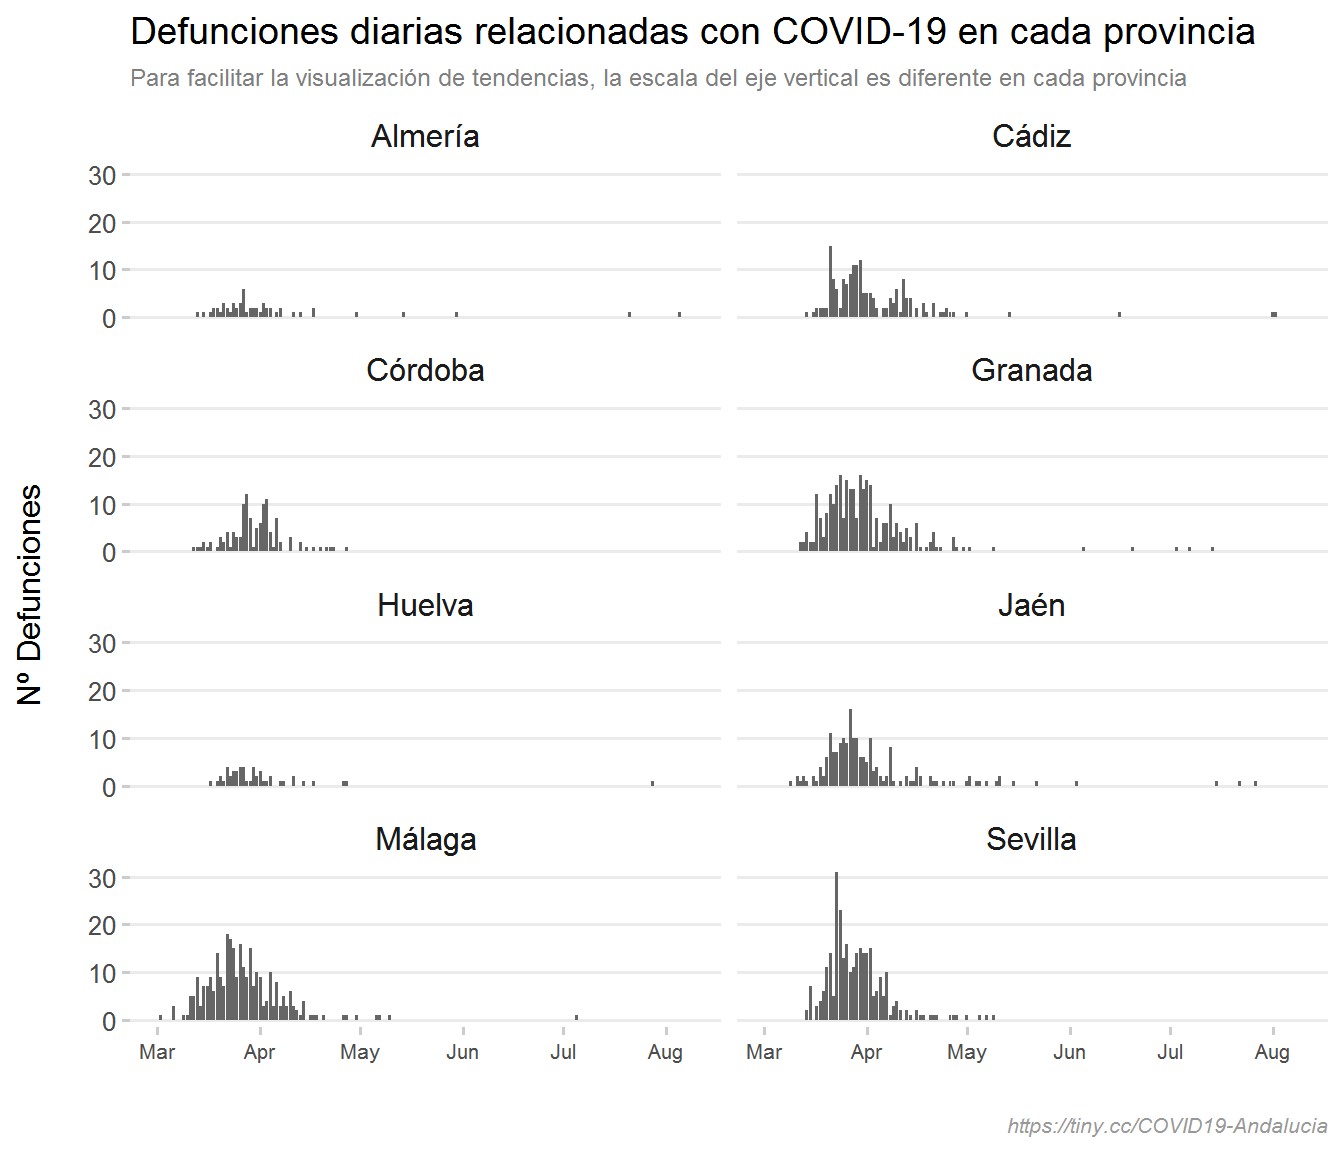 Defunciones diarias relacionadas con COVID-19 en cada provincia
Para facilitar la visualización de tendencias, la escala del eje vertical es diferente en cada provincia
Almería
Cádiz
30
20
10
0
Córdoba
Granada
30
20
10
0
Nº Defunciones
Huelva
Jaén
30
20
10
0
Málaga
Sevilla
30
20
10
0
Mar Apr May Jun Jul Aug
Mar Apr May Jun Jul Aug
https://tiny.cc/COVID19-Andalucia